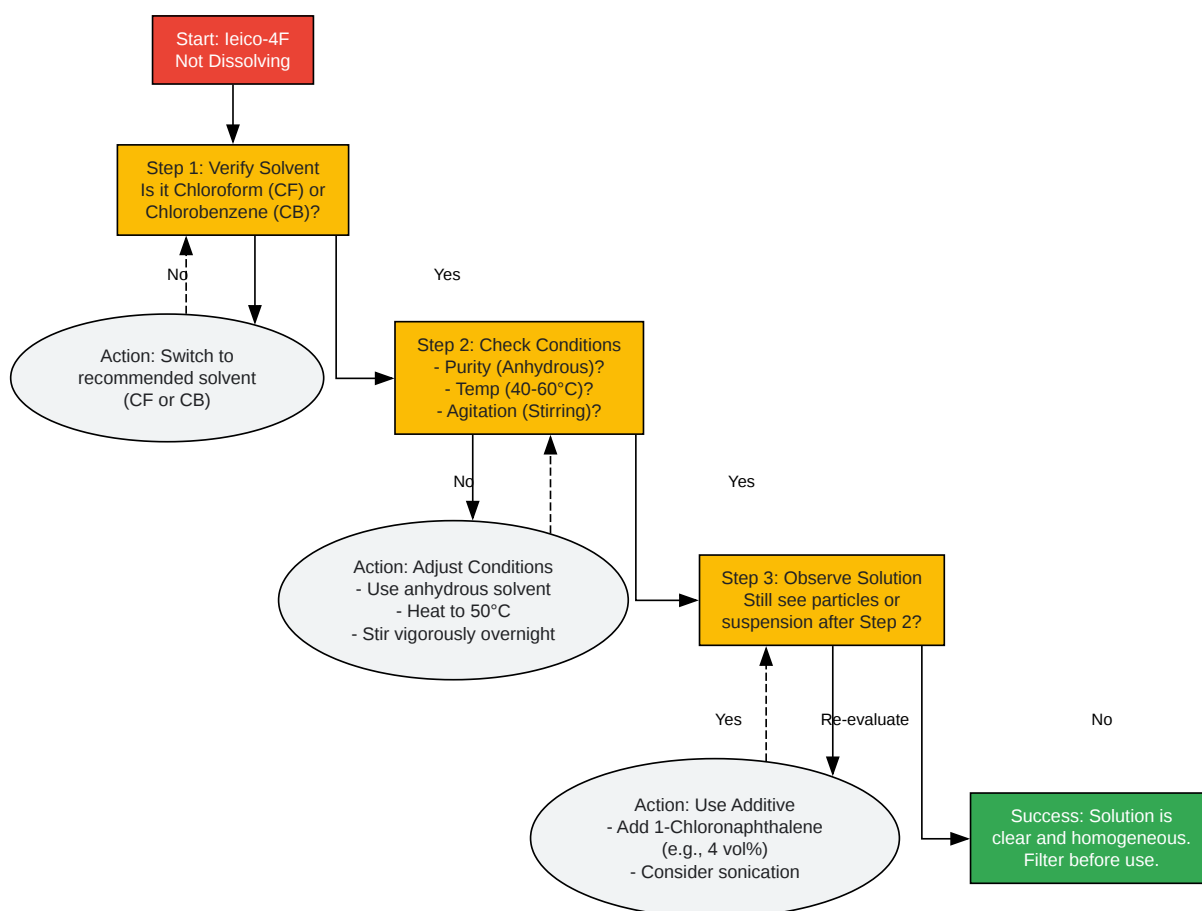 Start: Ieico-4F
Not Dissolving
Step 1: Verify Solvent
Is it Chloroform (CF) or
Chlorobenzene (CB)?
No
Yes
Action: Switch to
recommended solvent
(CF or CB)
Step 2: Check Conditions
- Purity (Anhydrous)?
- Temp (40-60°C)?
- Agitation (Stirring)?
No
Yes
Action: Adjust Conditions
- Use anhydrous solvent
- Heat to 50°C
- Stir vigorously overnight
Step 3: Observe Solution
Still see particles or
suspension after Step 2?
Yes
Re-evaluate
No
Action: Use Additive
- Add 1-Chloronaphthalene
(e.g., 4 vol%)
- Consider sonication
Success: Solution is
clear and homogeneous.
Filter before use.